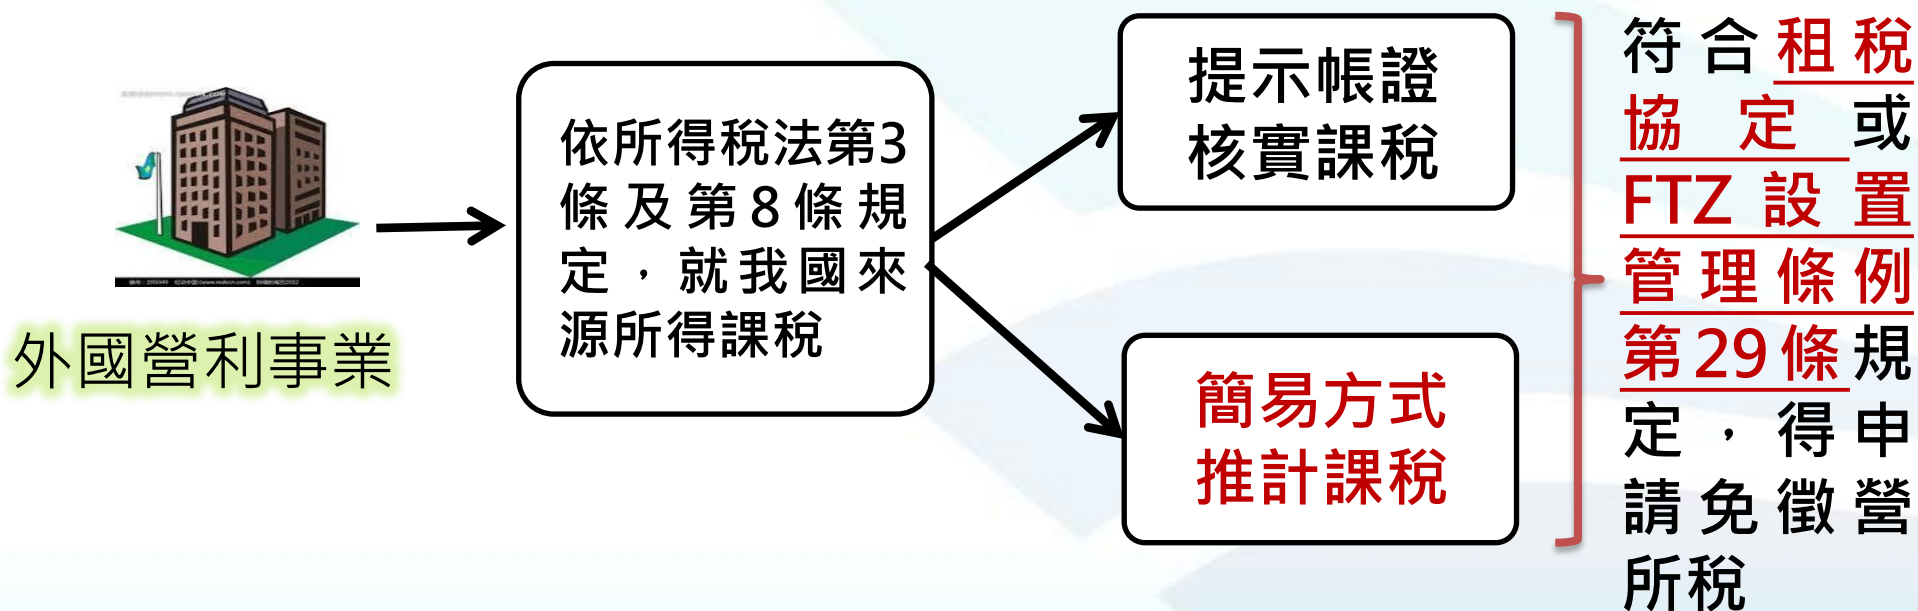 外國營利事業
依所得稅法第3
條及第8條規
定，就我國來
源所得課稅
提示帳證
核實課稅
簡易方式
推計課稅
符合租稅
協定或
FTZ設置
管理條例
第29條規
定，得申
請免徵營
所稅